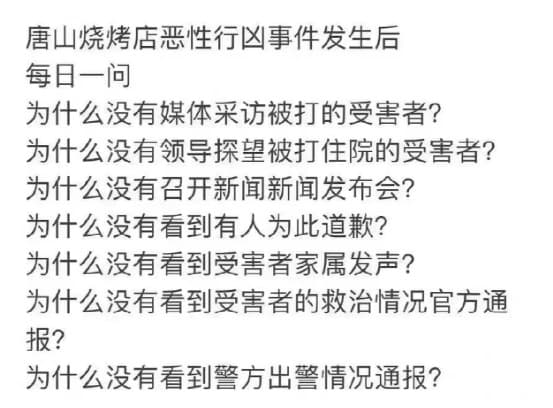 唐山烧烤店恶性行凶事件发生后
每日一问
为什么没有媒体采访被打的受害者?
为什么没有领导探望被打住院的受害者?
为什么没有召开新闻新闻发布会?
为什么没有看到有人为此道歉?
为什么没有看到受害者家属发声?
为什么没有看到受害者的救治情况官方通
报?
为什么没有看到警方出警情况通报?